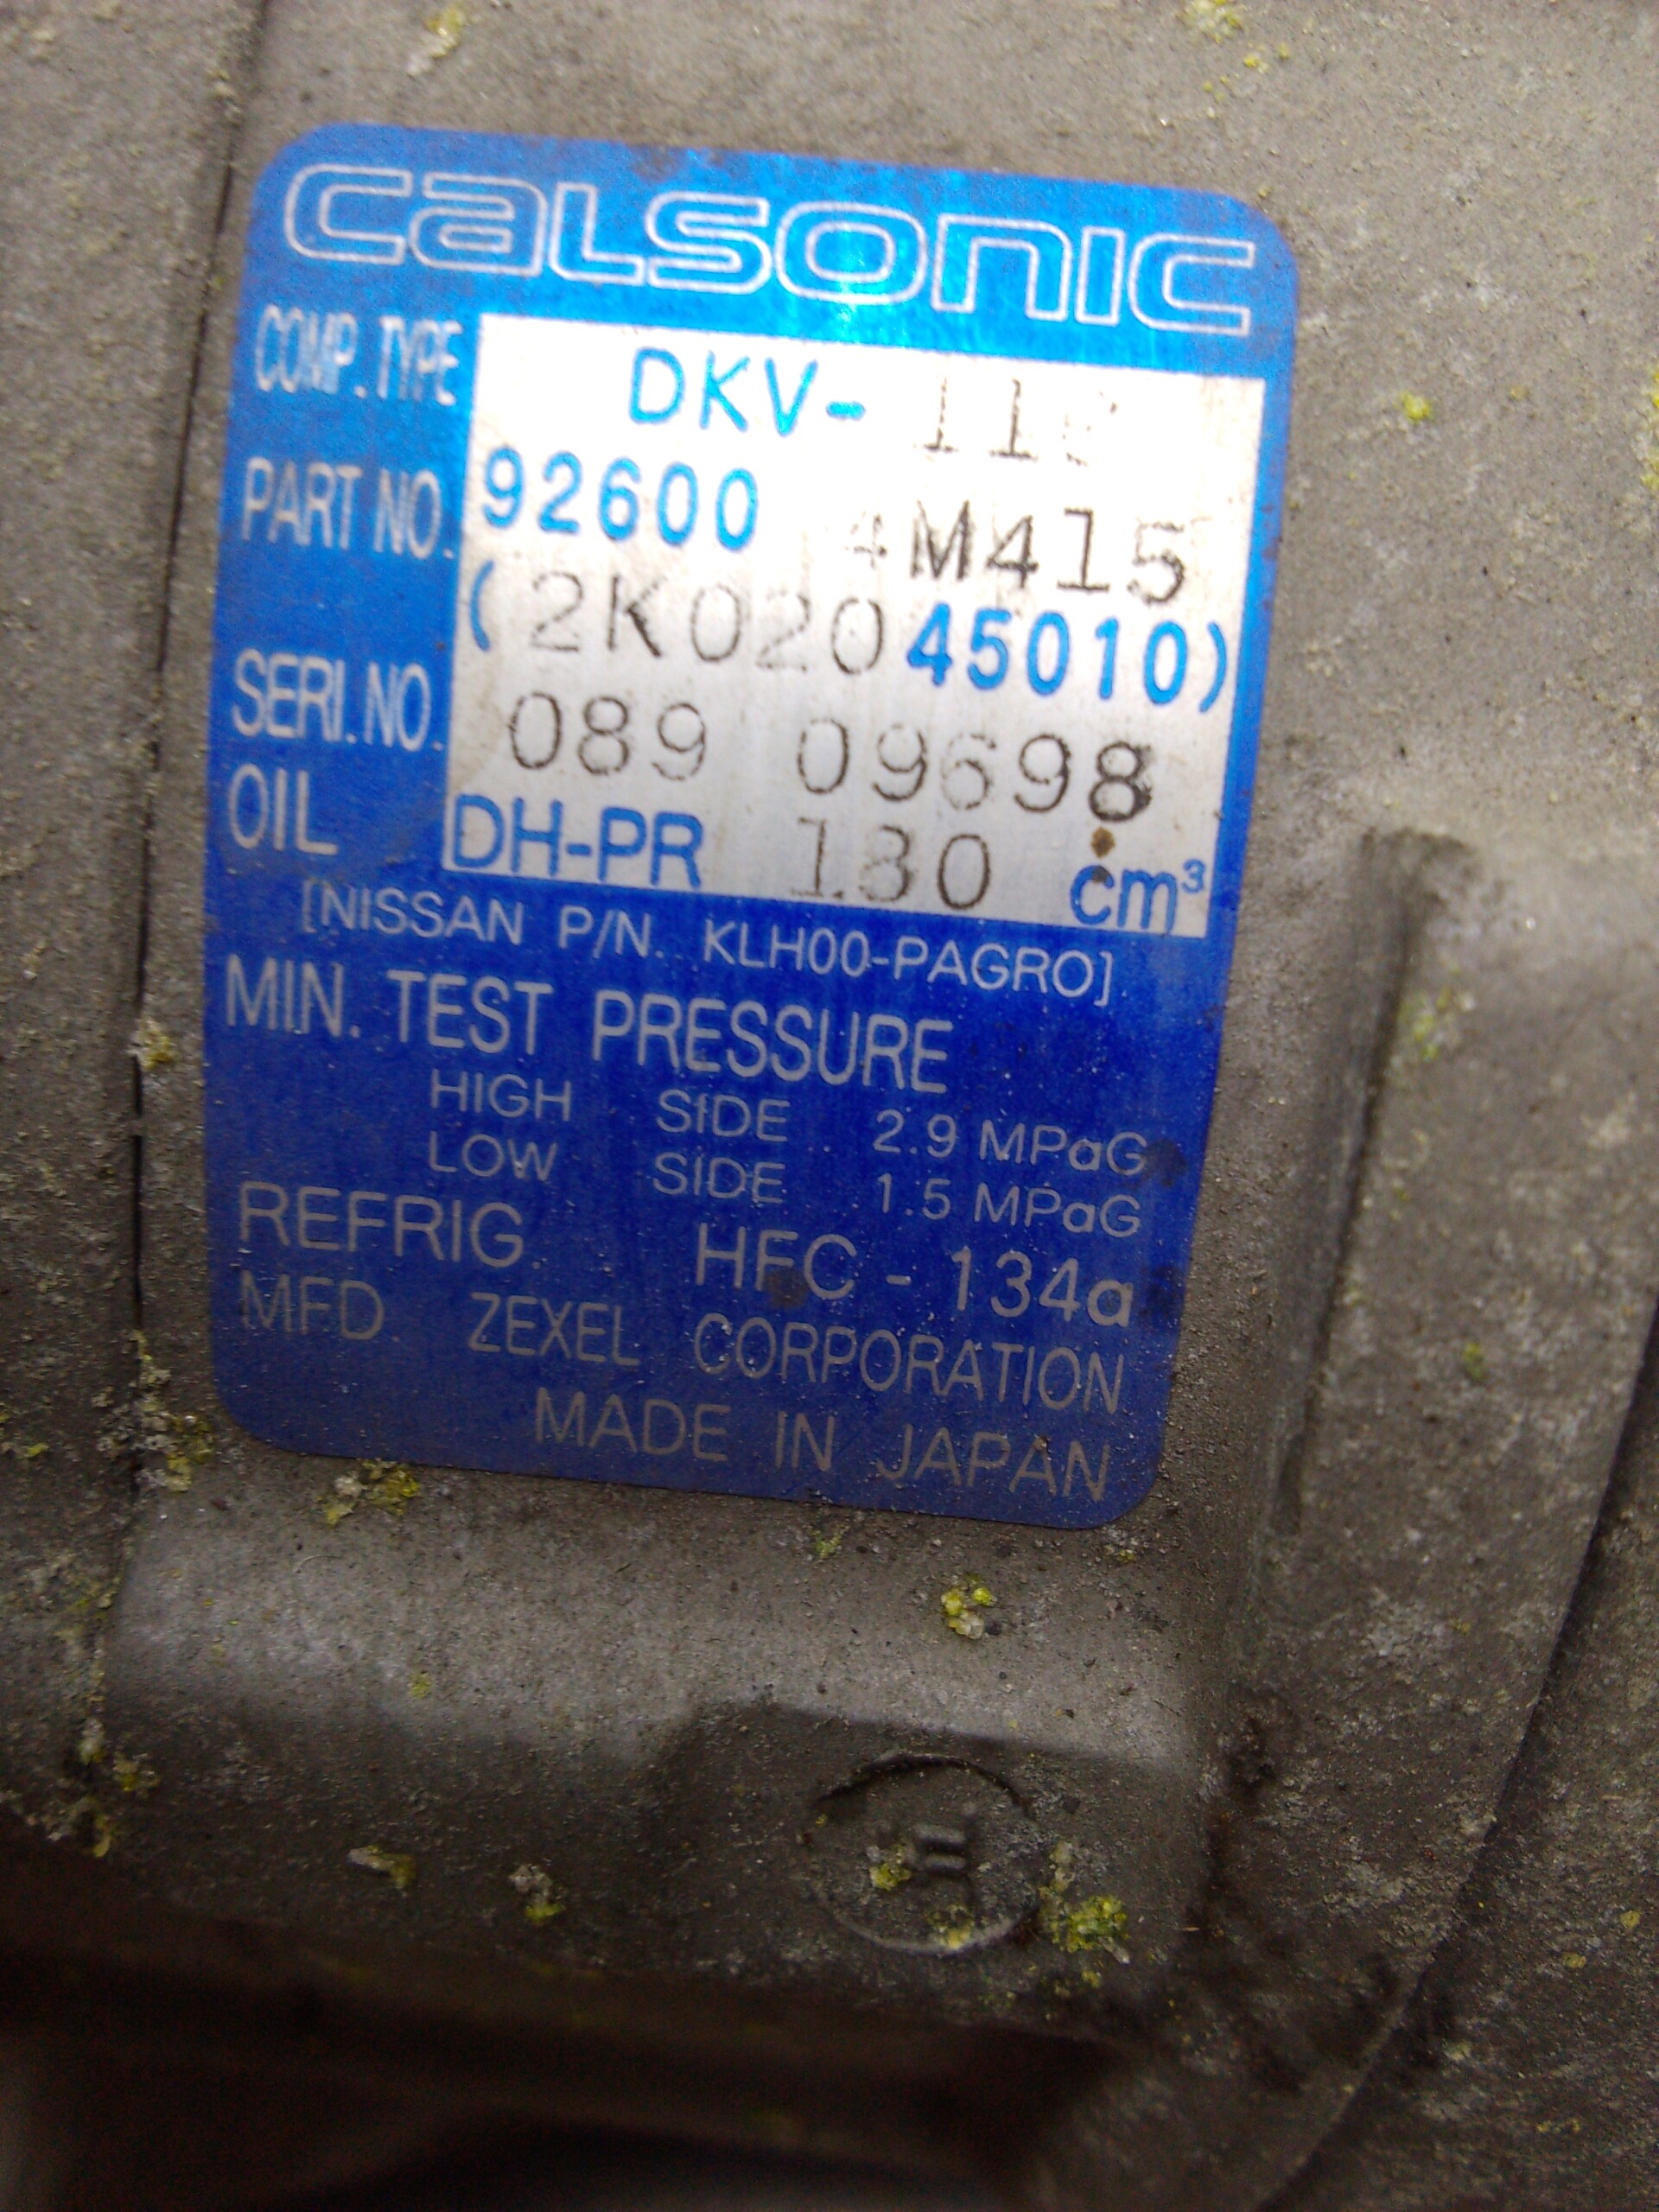 CALSONIC
COMP.TYPE DKV-
PART NO. 92600 4M415
(2K02045010)
SERI.NO. 089 09698
OIL DH-PR 180 cm³
[NISSAN P/N. KLH00-PAGRO]
MIN. TEST PRESSURE
HIGH SIDE 2.9 MPaG
LOW SIDE 1.5 MPaG
REFRIG. HFC - 134a
MFD. ZEXEL CORPORATION
MADE IN JAPAN